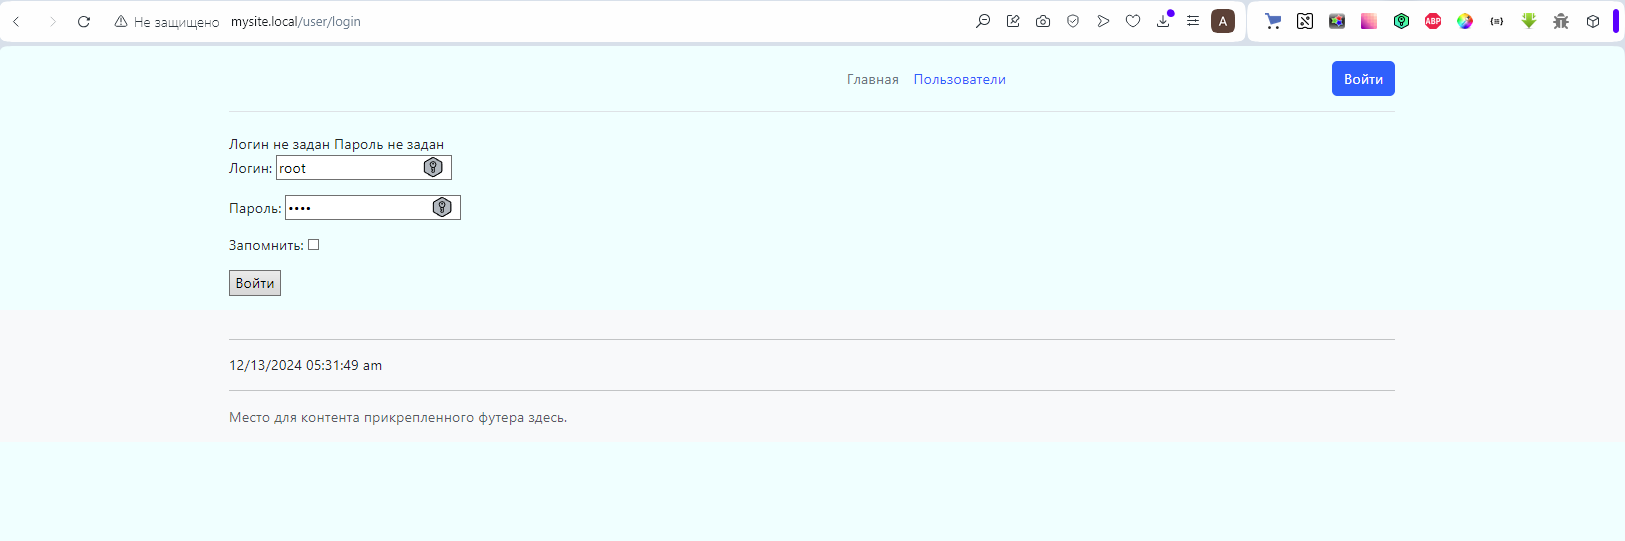 Не защищено mysite.local/user/login A ABP
Главная Пользователи Войти
Логин не задан Пароль не задан
Логин: root
Пароль: ••••
Запомнить:
Войти
12/13/2024 05:31:49 am
Место для контента прикрепленного футера здесь.